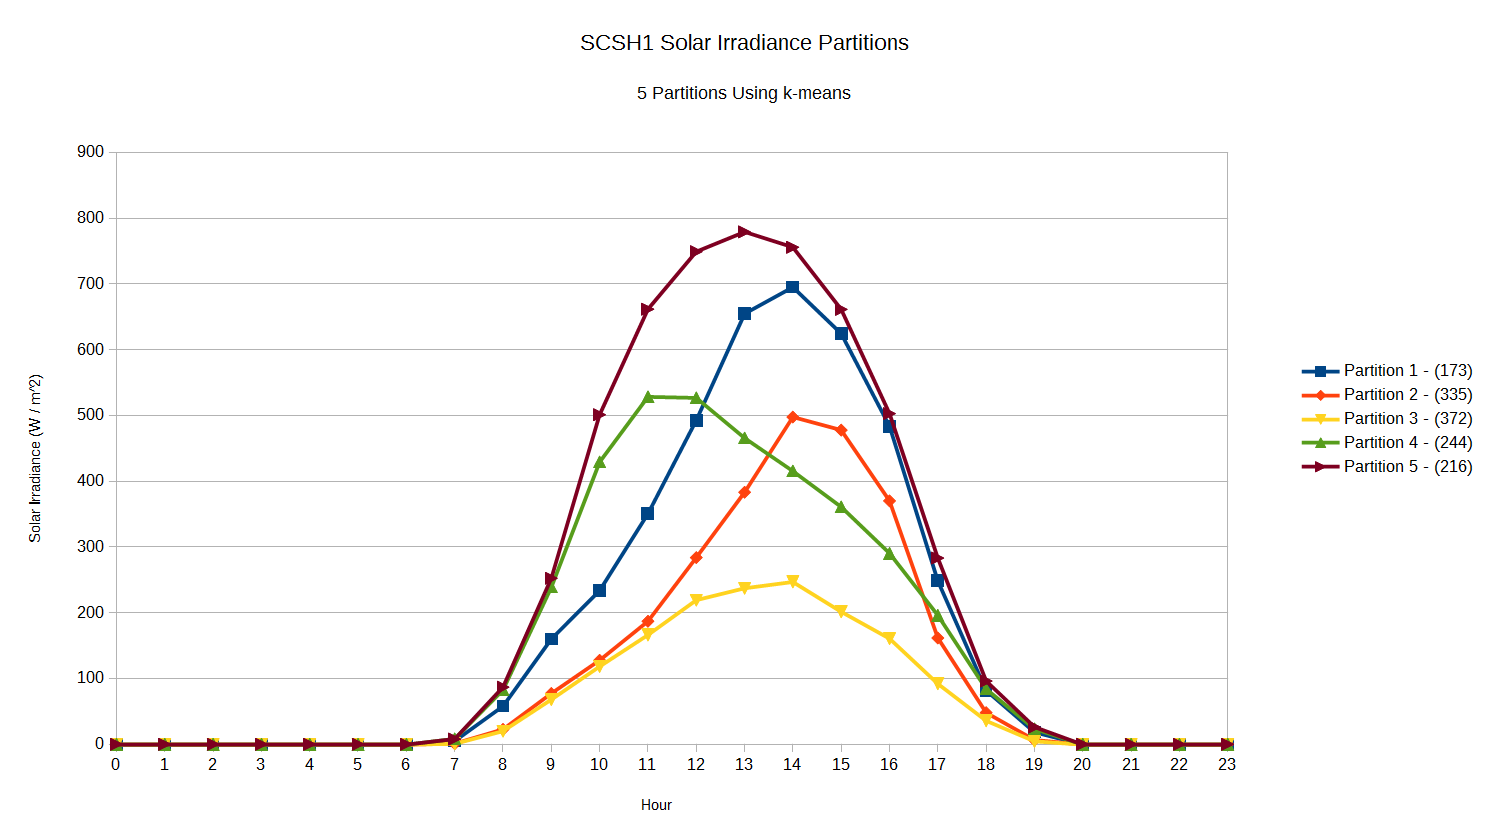 SCSH1 Solar Irradiance Partitions
5 Partitions Using k-means
900
800
700
600
500
400
300
200
100
0
Solar Irradiance (W / m^2)
0 1 2 3 4 5 6 7 8 9 10 11 12 13 14 15 16 17 18 19 20 21 22 23
Hour
Partition 1 - (173)
Partition 2 - (335)
Partition 3 - (372)
Partition 4 - (244)
Partition 5 - (216)